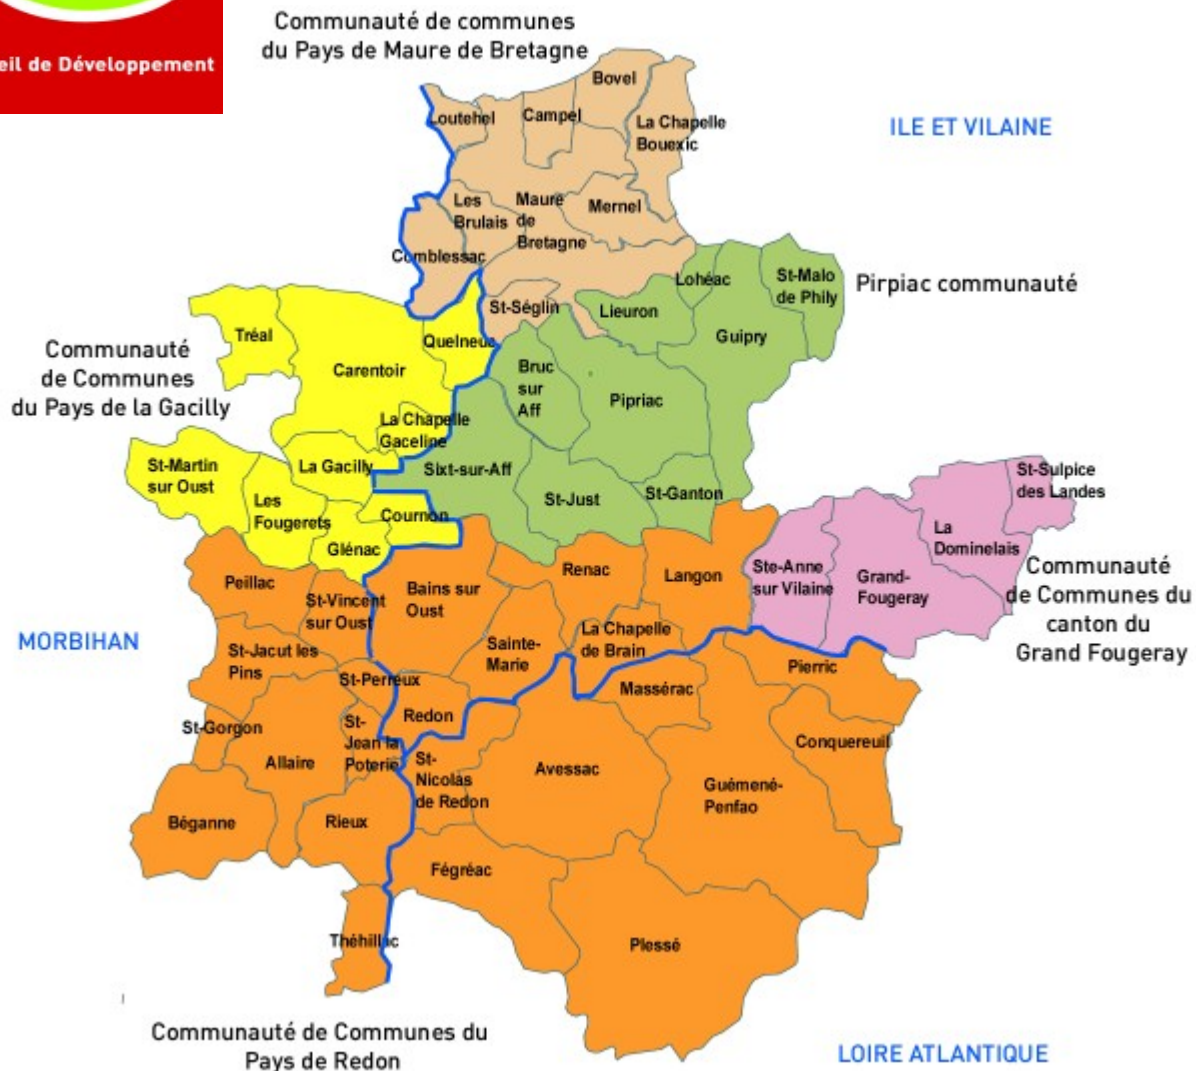 Communauté de communes
du Pays de Maure de Bretagne
eil de Développement
Bovel
Loutehel
Campel
La Chapelle
Bouexic
ILE ET VILAINE
Les
Brulais
Maure
de
Bretagne
Mernel
Comblessac
Lohéac
St-Malo
de Phily
Pirpiac communauté
St-Séglin
Lieuron
Guipry
Tréal
Quelneuc
Communauté
de Communes
du Pays de la Gacilly
Carentoir
Bruc
sur
Aff
Pipriac
La Chapelle
Gaceline
St-Martin
sur Oust
La Gacilly
Sixt-sur-Aff
St-Just
St-Ganton
St-Sulpice
des Landes
Les
Fougerets
Cournon
Glénac
La
Dominelais
Peillac
St-Vincent
sur Oust
Bains sur
Oust
Renac
Langon
Ste-Anne
sur Vilaine
Grand-
Fougeray
Communauté
de Communes du
canton du
Grand Fougeray
MORBIHAN
St-Jacut les
Pins
Sainte-
Marie
La Chapelle
de Brain
Pierric
St-Perreux
Massérac
St-Gorgon
Redon
St-
Jean la
Poterie
Allaire
St-
Nicolas
de Redon
Avessac
Conquereuil
Guémené-
Penfao
Béganne
Rieux
Fégréac
Théhillac
Plessé
Communauté de Communes du
Pays de Redon
LOIRE ATLANTIQUE